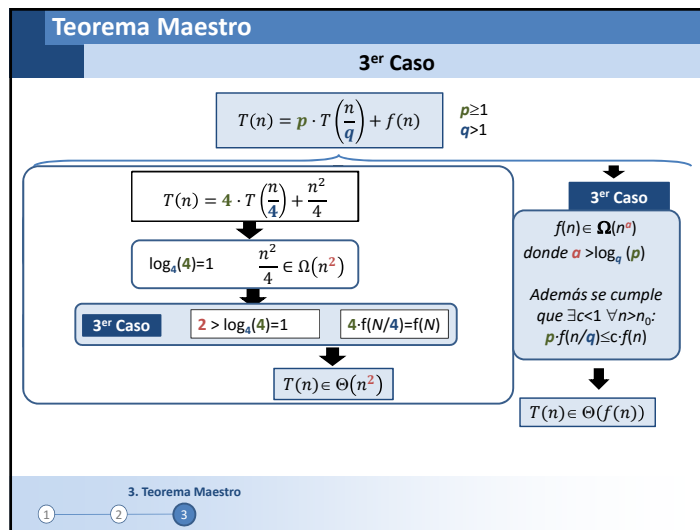 Teorema Maestro
3er Caso
T(n) = p · T(n/q) + f(n)
p≥1
q>1
T(n) = 4 · T(n/4) + n²/4
log₄(4)=1 n²/4 ∈ Ω(n²)
3er Caso 2 > log₄(4)=1 4·f(N/4)=f(N)
T(n) ∈ Θ(n²)
3er Caso
f(n)∈ Ω(nᵃ)
donde a >log_q (p)
Además se cumple
que ∃c<1 ∀n>n₀:
p·f(n/q)≤c·f(n)
T(n) ∈ Θ(f(n))
3. Teorema Maestro
1 2 3